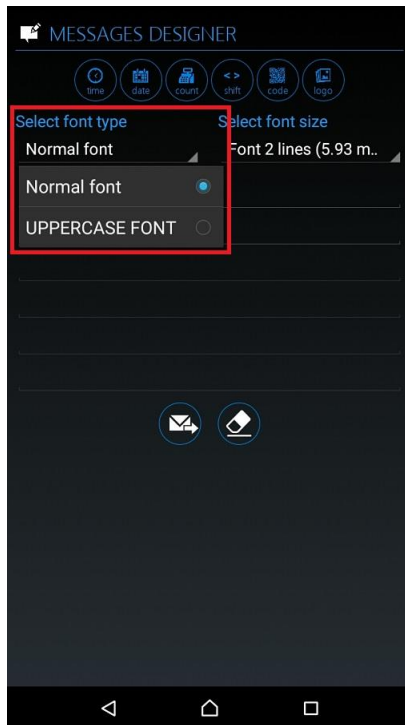 MESSAGES DESIGNER
time date count shift code logo
Select font type Select font size
Normal font Font 2 lines (5.93 m..
Normal font
UPPERCASE FONT